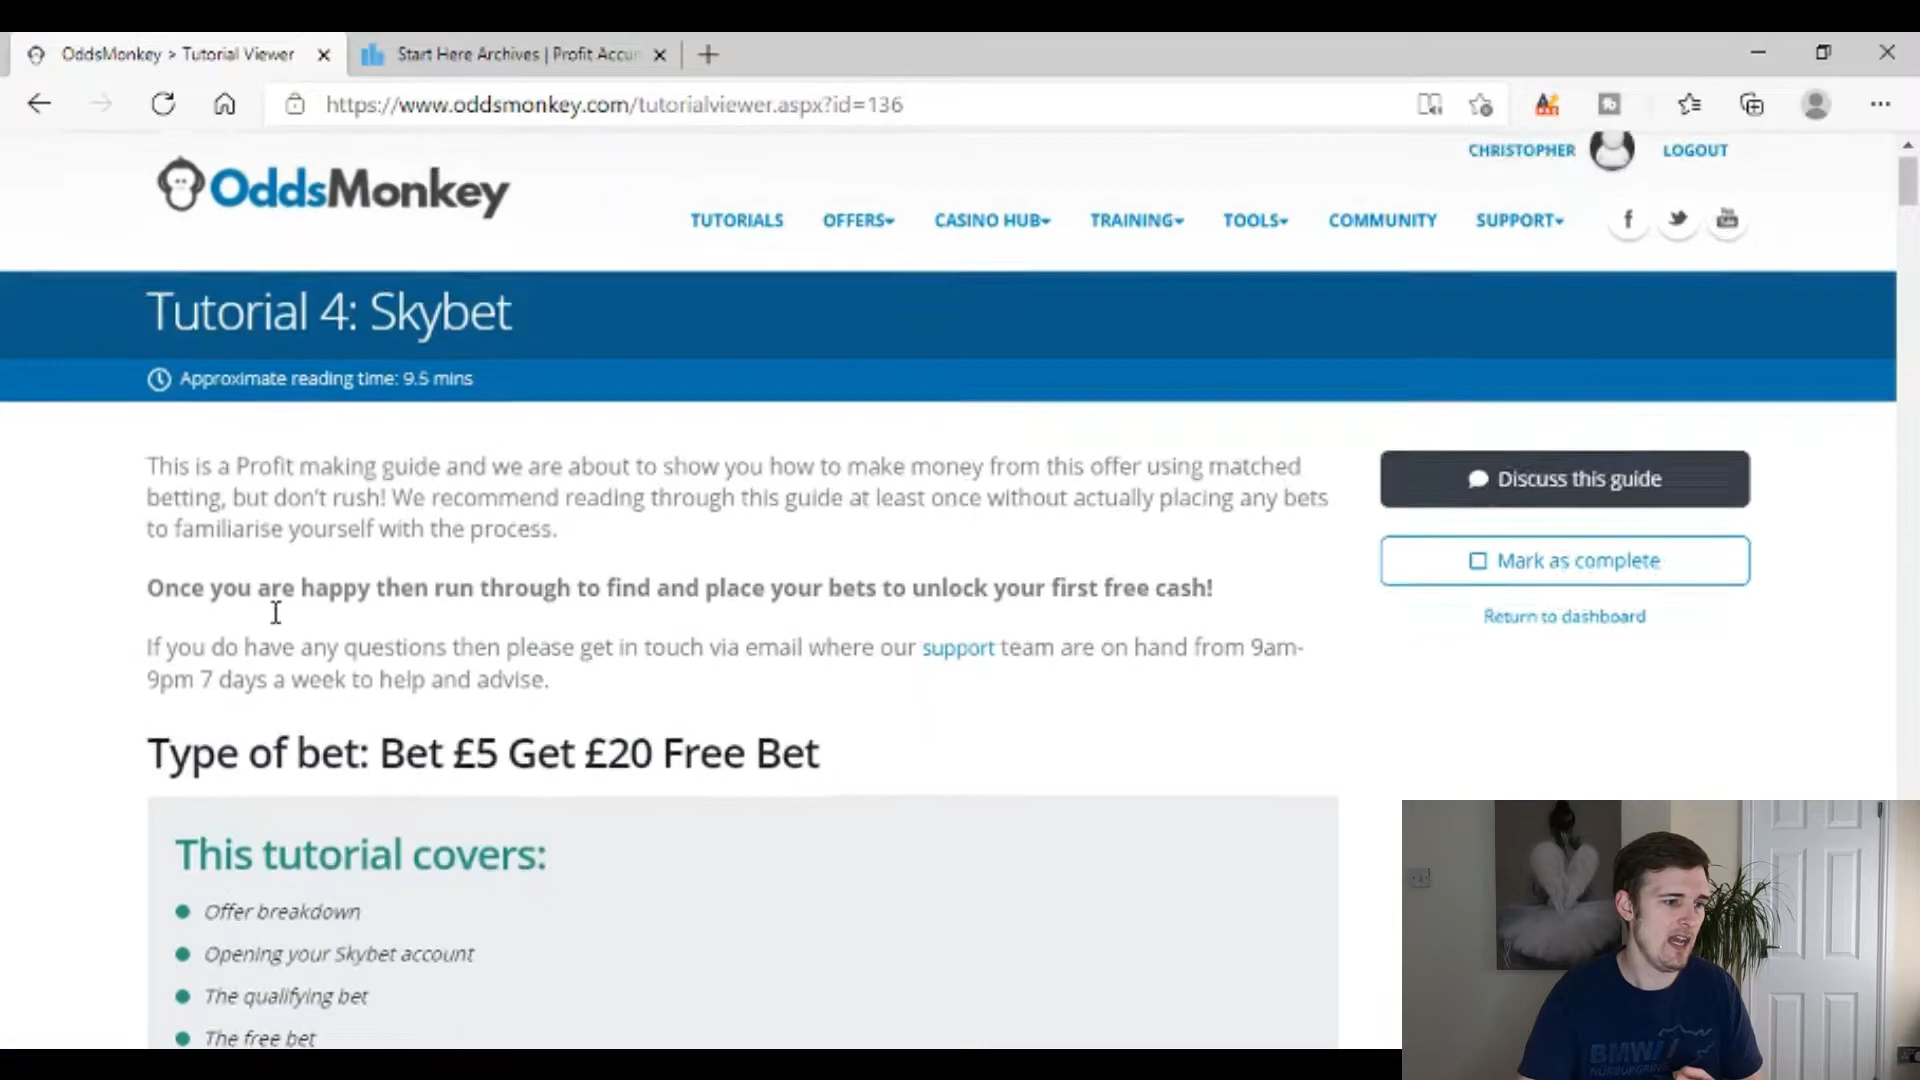 OddsMonkey > Tutorial Viewer
Start Here Archives | Profit Accu
https://www.oddsmonkey.com/tutorialviewer.aspx?id=136
CHRISTOPHER
LOGOUT
OddsMonkey
TUTORIALS
OFFERS
CASINO HUB
TRAINING
TOOLS
COMMUNITY
SUPPORT
Tutorial 4: Skybet
Approximate reading time: 9.5 mins
This is a Profit making guide and we are about to show you how to make money from this offer using matched
betting, but don't rush! We recommend reading through this guide at least once without actually placing any bets
to familiarise yourself with the process.
Discuss this guide
Mark as complete
Return to dashboard
Once you are happy then run through to find and place your bets to unlock your first free cash!
If you do have any questions then please get in touch via email where our support team are on hand from 9am-
9pm 7 days a week to help and advise.
Type of bet: Bet £5 Get £20 Free Bet
This tutorial covers:
Offer breakdown
Opening your Skybet account
The qualifying bet
The free bet
BMW
NÜRBURGRING